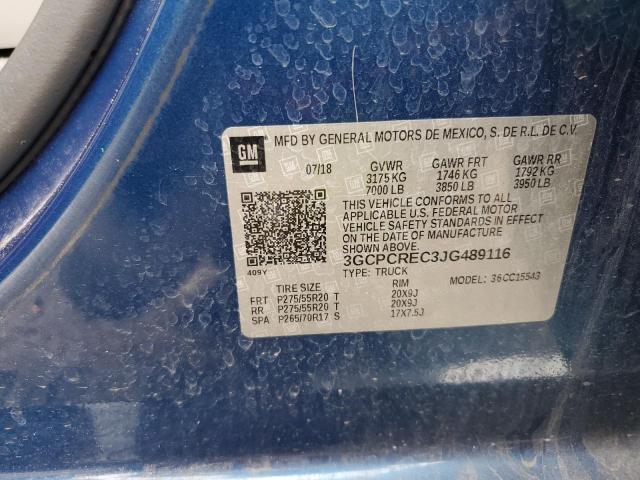 MFD BY GENERAL MOTORS DE MEXICO, S. DE R.L. DE C.V.
GM
07/18 GVWR GAWR FRT GAWR RR
3175 KG 1746 KG 1792 KG
7000 LB 3850 LB 3950 LB
THIS VEHICLE CONFORMS TO ALL
APPLICABLE U.S. FEDERAL MOTOR
VEHICLE SAFETY STANDARDS IN EFFECT
ON THE DATE OF MANUFACTURE
SHOWN ABOVE.
3GCPCREC3JG489116
409Y TYPE: TRUCK MODEL: 36CC15543
TIRE SIZE RIM
FRT P275/55R20 T 20X9J
RR P275/55R20 T 20X9J
SPA P265/70R17 S 17X7.5J